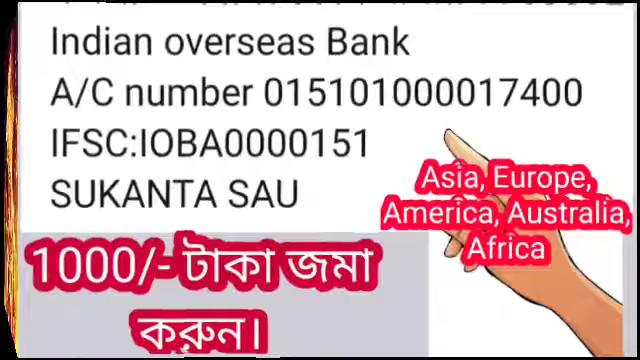 Indian overseas Bank
A/C number 015101000017400
IFSC:IOBA0000151
SUKANTA SAU
Asia, Europe,
America, Australia,
Africa
1000/- টাকা জমা
করুন।